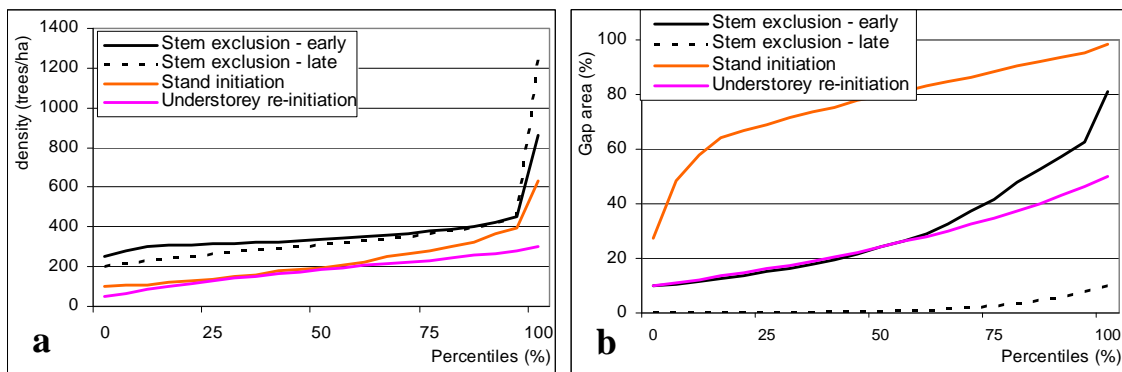 1400
1200
1000
800
600
400
200
0
density (trees/ha)
Stem exclusion - early
Stem exclusion - late
Stand initiation
Understorey re-initiation
0 25 50 75 100
Percentiles (%)
a
100
80
60
40
20
0
Gap area (%)
Stem exclusion - early
Stem exclusion - late
Stand initiation
Understorey re-initiation
0 25 50 75 100
Percentiles (%)
b